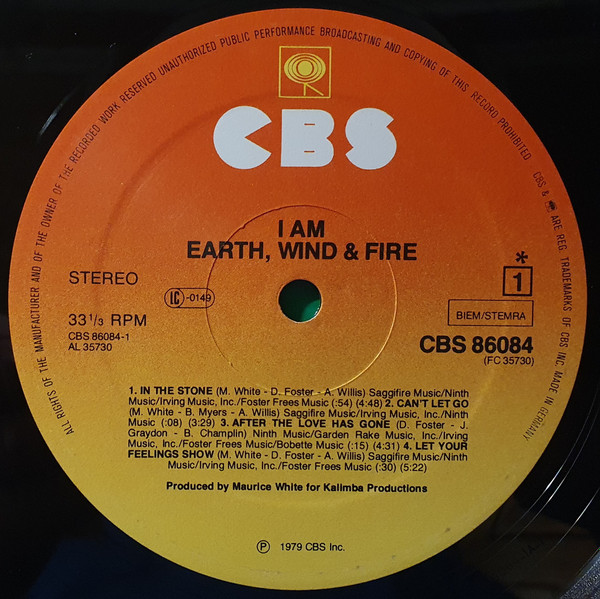 ALL RIGHTS OF THE MANUFACTURER AND OF THE OWNER OF THE RECORDED WORK RESERVED UNAUTHORIZED PUBLIC PERFORMANCE BROADCASTING AND COPYING OF THIS RECORD PROHIBITED CBS & ARE REG. TRADEMARKS OF CBS INC. MADE IN GERMANY
CBS
I AM
EARTH, WIND & FIRE
STEREO
LC-0149
33 1/3 RPM
CBS 86084-1
AL 35730
*
1
BIEM/STEMRA
CBS 86084
(FC 35730)
1. IN THE STONE (M. White - D. Foster - A. Willis) Saggifire Music/Ninth
Music/Irving Music, Inc./Foster Frees Music (:54) (4:48) 2. CAN'T LET GO
(M. White - B. Myers - A. Willis) Saggifire Music/Irving Music, Inc./Ninth
Music (:08) (3:29) 3. AFTER THE LOVE HAS GONE (D. Foster - J.
Graydon - B. Champlin) Ninth Music/Garden Rake Music, Inc./Irving
Music, Inc./Foster Frees Music/Bobette Music (:15) (4:31) 4. LET YOUR
FEELINGS SHOW (M. White - D. Foster - A. Willis) Saggifire Music/Ninth
Music/Irving Music, Inc./Foster Frees Music (:30) (5:22)
Produced by Maurice White for Kalimba Productions
Ⓟ 1979 CBS Inc.